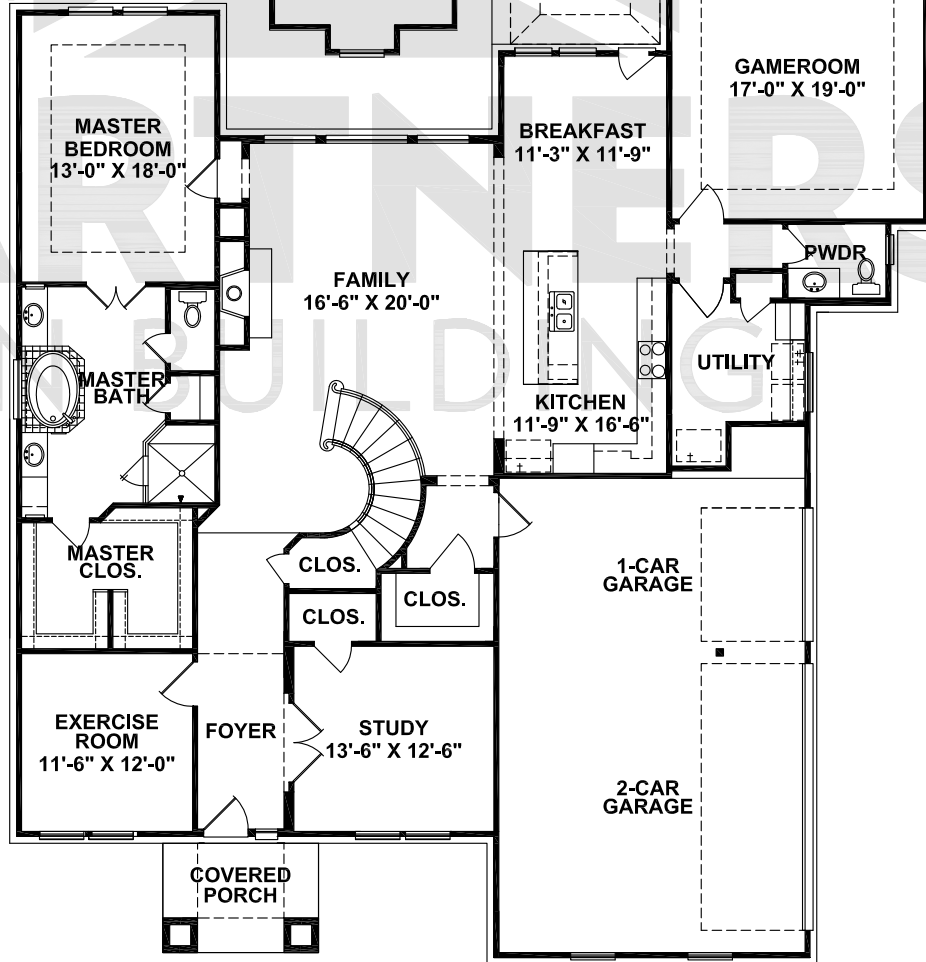 GAMEROOM
17'-0" X 19'-0"
MASTER
BEDROOM
13'-0" X 18'-0"
BREAKFAST
11'-3" X 11'-9"
PWDR
FAMILY
16'-6" X 20'-0"
UTILITY
MASTER
BATH
KITCHEN
11'-9" X 16'-6"
MASTER
CLOS.
CLOS.
CLOS.
CLOS.
1-CAR
GARAGE
EXERCISE
ROOM
11'-6" X 12'-0"
FOYER
STUDY
13'-6" X 12'-6"
2-CAR
GARAGE
COVERED
PORCH
ARTNERS
N BUILDING